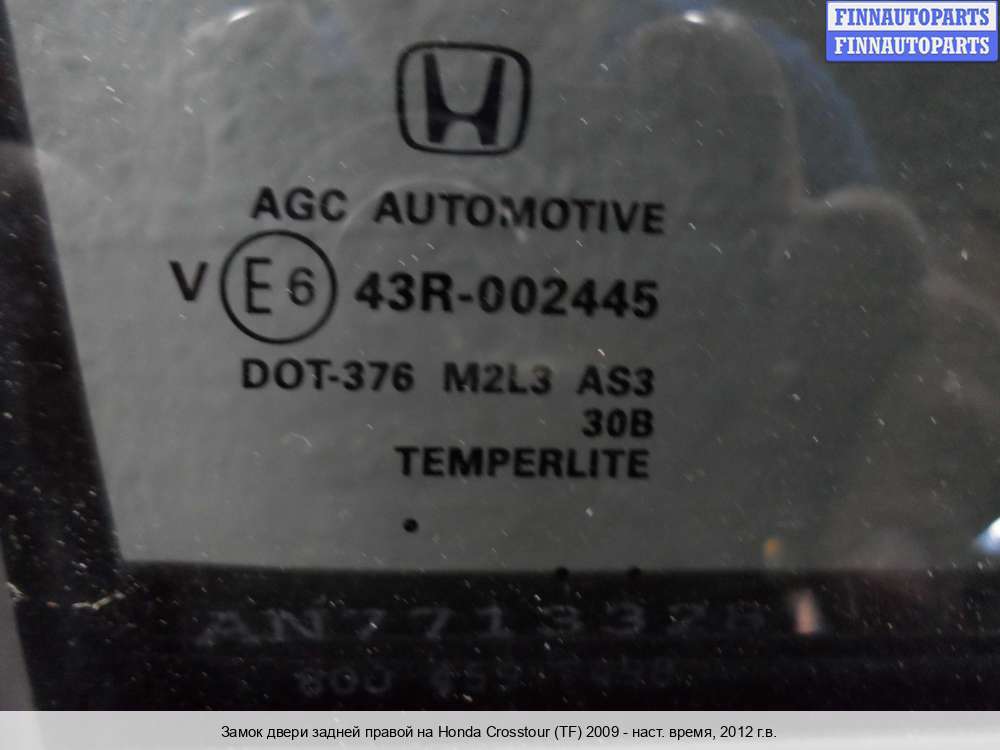 FINNAUTOPARTS
FINNAUTOPARTS
AGC AUTOMOTIVE
V E6 43R-002445
DOT-376 M2L3 AS3
30B
TEMPERLITE
Замок двери задней правой на Honda Crosstour (TF) 2009 - наст. время, 2012 г.в.